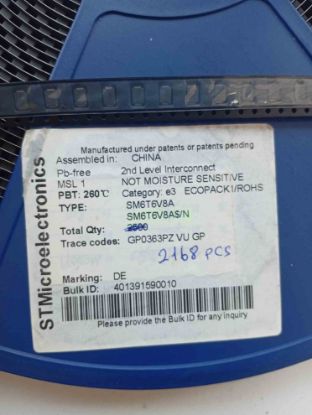 STMicroelectronics
Manufactured under patents or patents pending
Assembled in: CHINA
Pb-free 2nd Level Interconnect
MSL 1 NOT MOISTURE SENSITIVE
PBT: 260℃ Category: e3 ECOPACK1/ROHS
TYPE: SM6T6V8A
SM6T6V8A$/N
Total Qty: 2500
Trace codes: GP0363PZ VU GP
2168 PCS
Marking: DE
Bulk ID: 401391590010
Please provide the Bulk ID for any inquiry